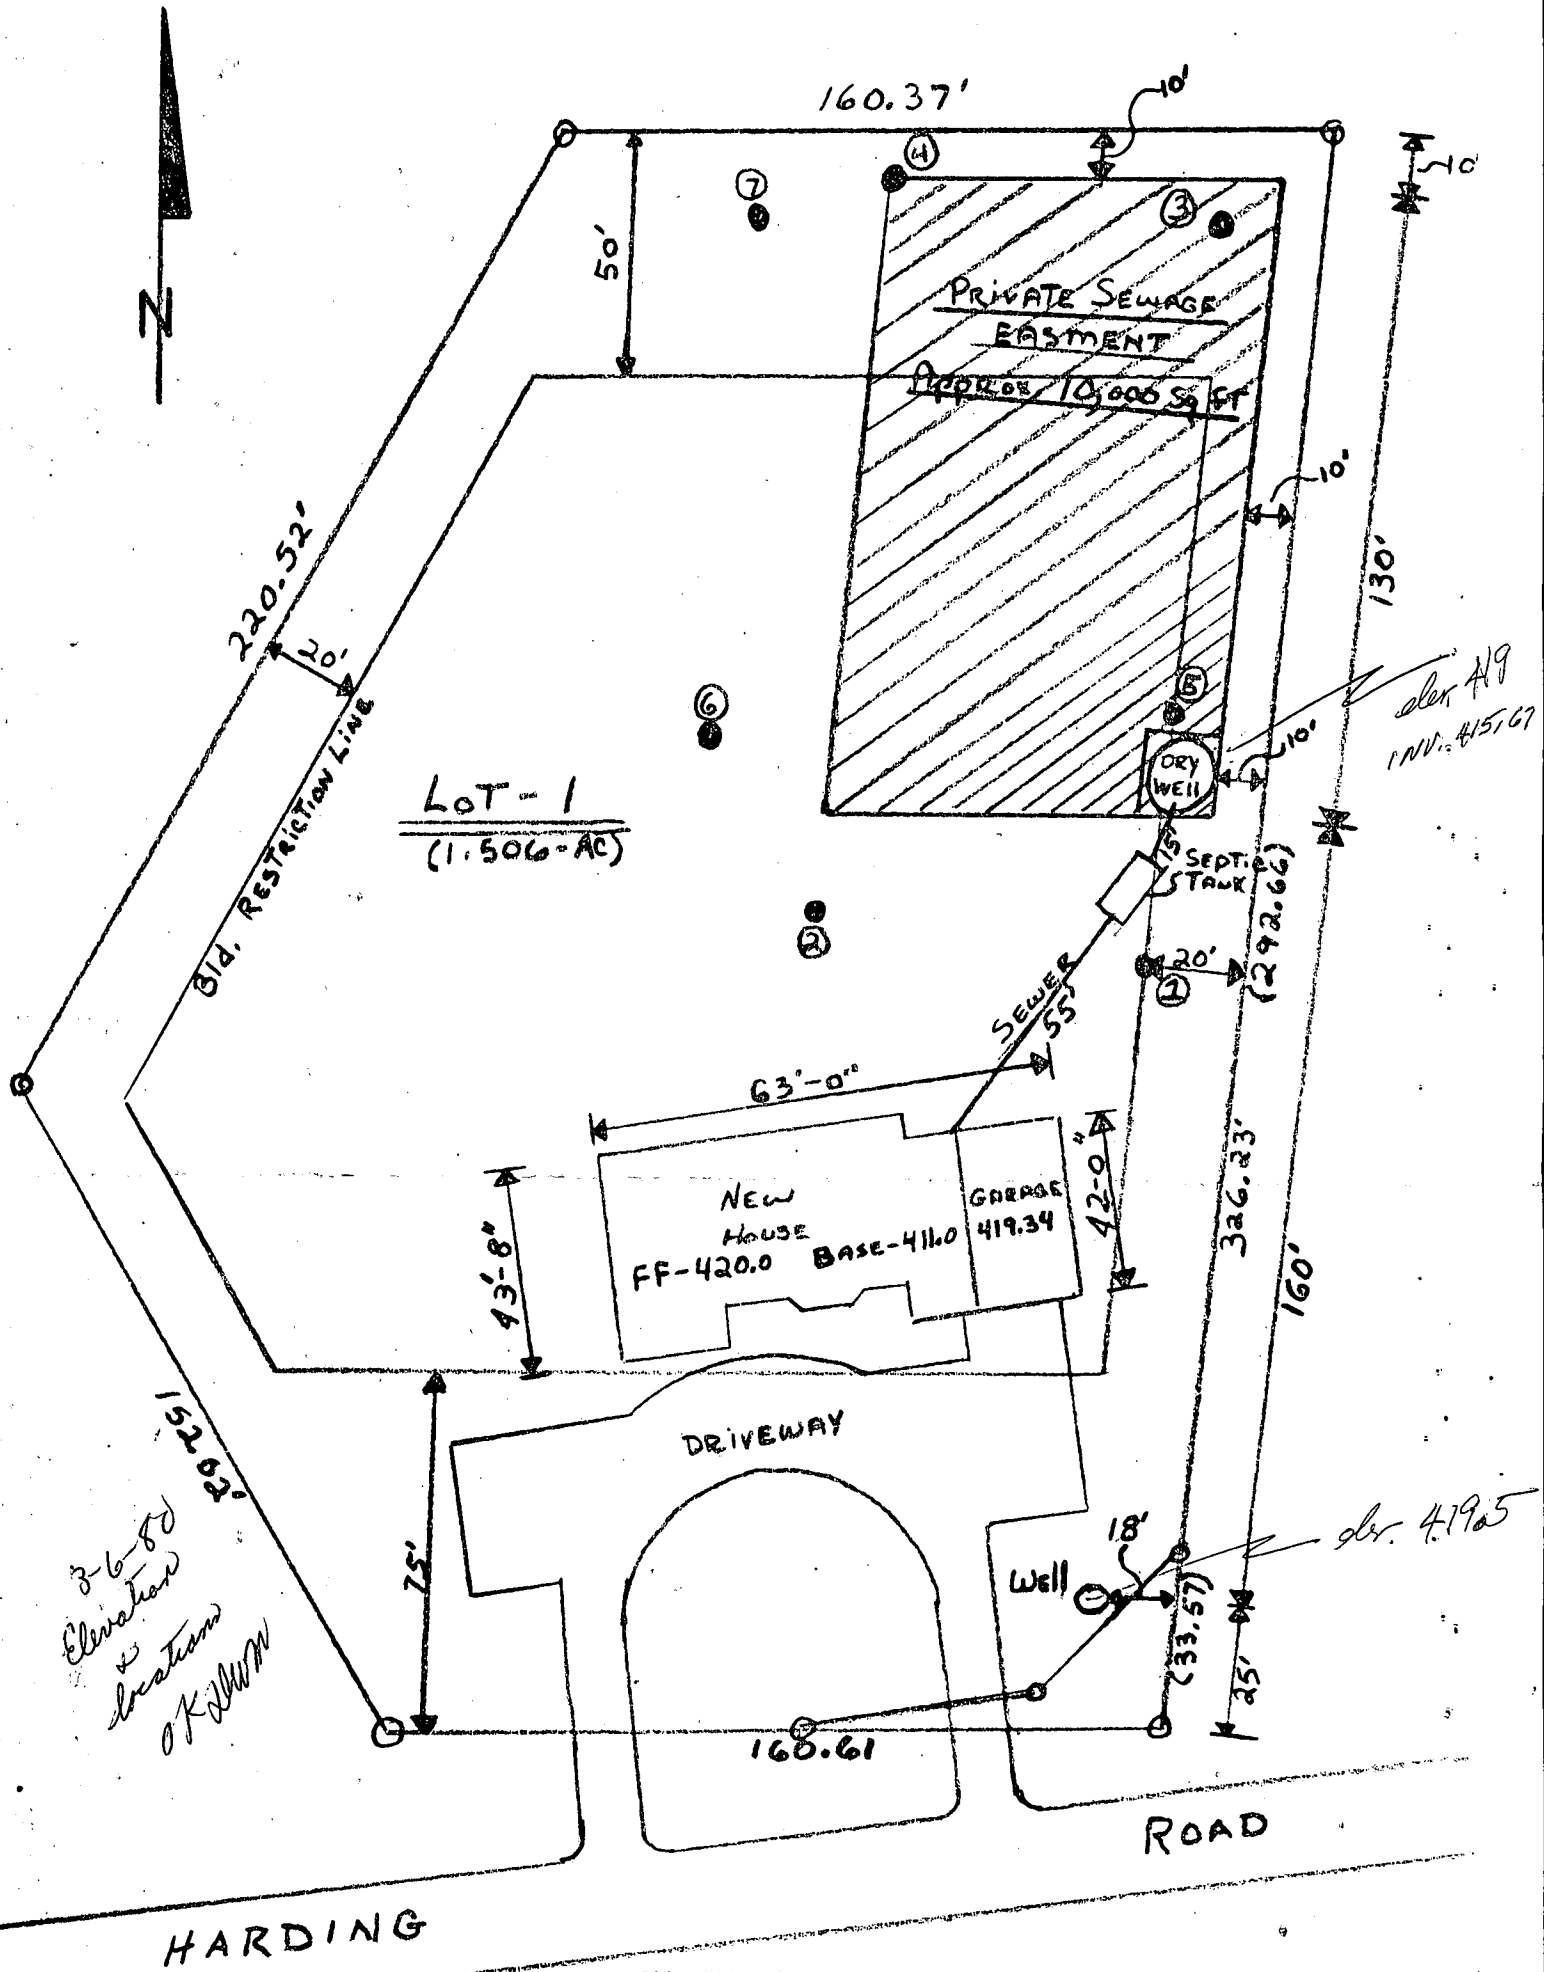 160.37'
10'
④
10
⑦
③
50'
N
PRIVATE SEWAGE
EASMENT
Approx 10,000 Sq FT
10'
220.52'
130'
20'
elev 419
INV. 415.67
⑤
⑥
DRY
WEll
10'
LOT - 1
(1.506-AC)
Bld. RESTRICTION LINE
15'
SEPTIC
TANK
(292.66)
②
20'
①
SEWER
55'
63'-0"
326.23'
NEW
HOUSE
GARAGE
419.34
42-0"
FF-420.0
BASE-411.0
43'-8"
160'
DRIVEWAY
152.02'
3-6-80
Elevation
&
locations
OK DWM
75'
18'
elev. 419.5
Well
(33.57)
25'
160.61
ROAD
HARDING